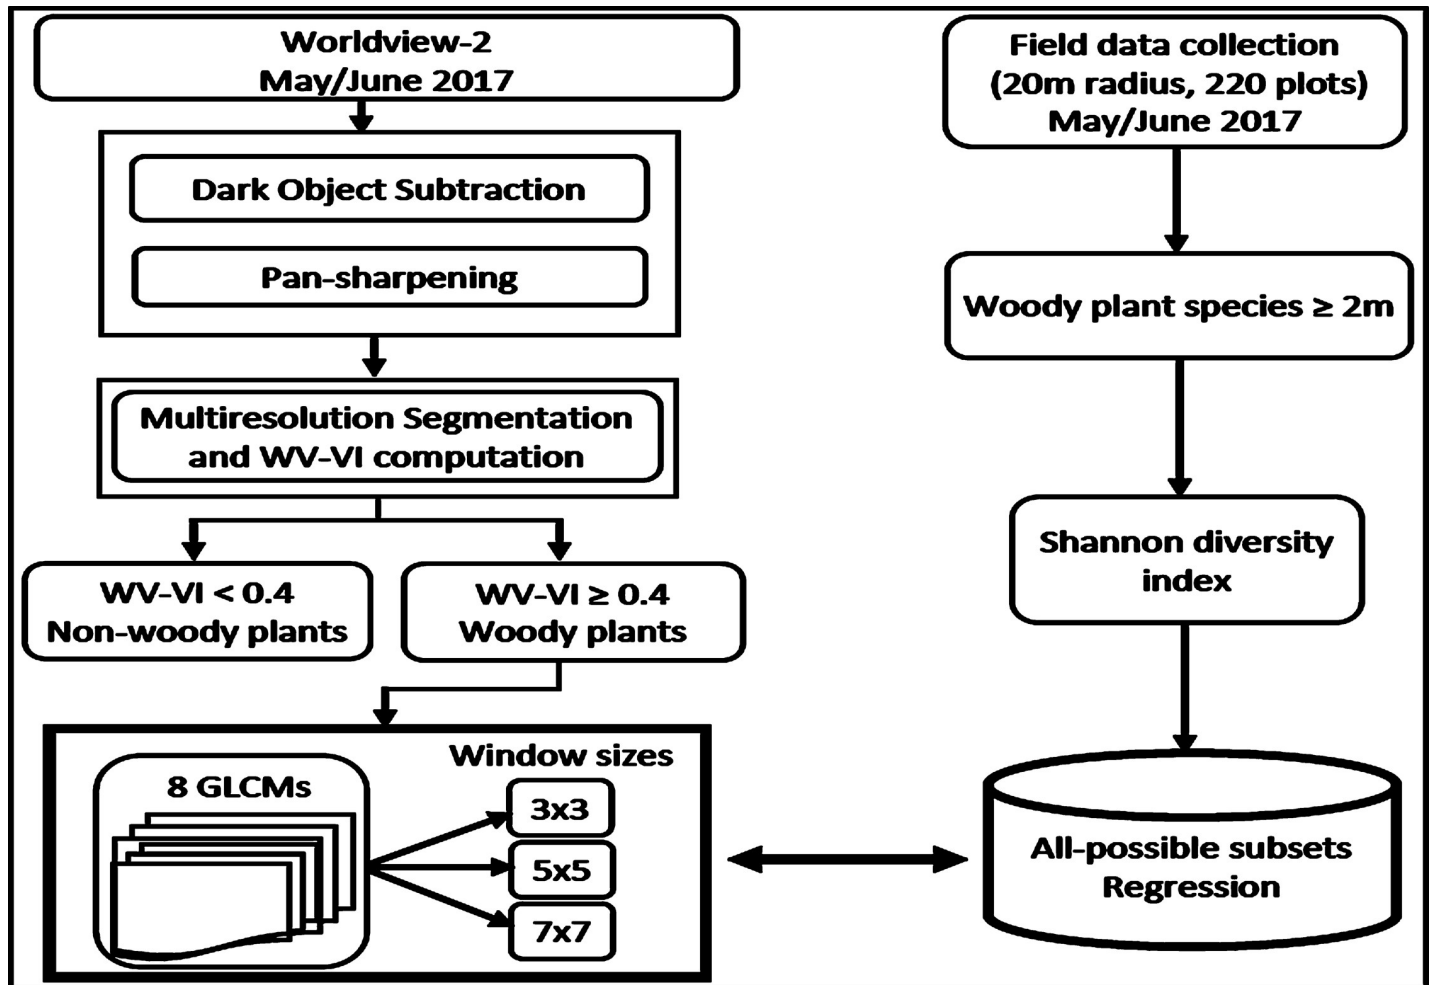 Worldview-2
May/June 2017
Dark Object Subtraction
Pan-sharpening
Multiresolution Segmentation
and WV-VI computation
WV-VI < 0.4
Non-woody plants
WV-VI ≥ 0.4
Woody plants
8 GLCMs
Window sizes
3x3
5x5
7x7
Field data collection
(20m radius, 220 plots)
May/June 2017
Woody plant species ≥ 2m
Shannon diversity
index
All-possible subsets
Regression